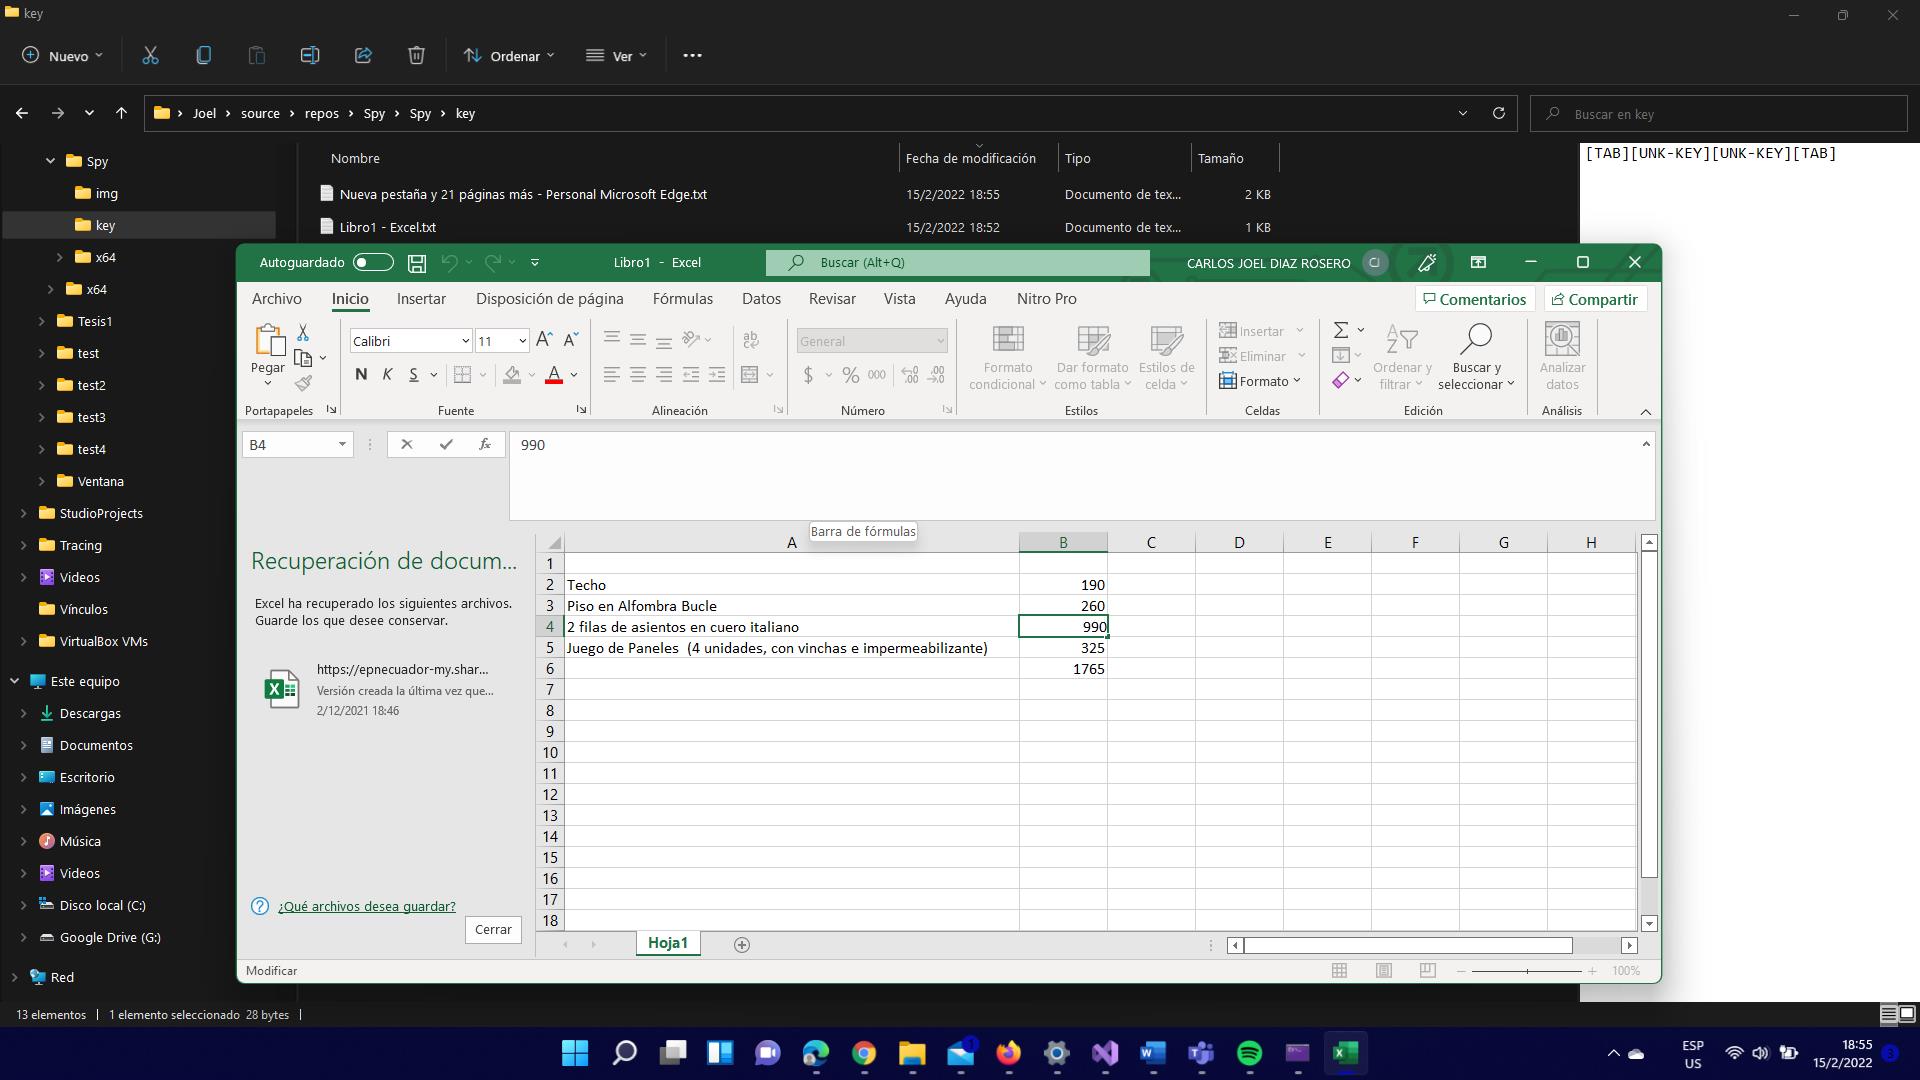 key
Nuevo
Ordenar
Ver
Joel > source > repos > Spy > Spy > key
Buscar en key
Nombre
Fecha de modificación
Tipo
Tamaño
Nueva pestaña y 21 páginas más - Personal Microsoft Edge.txt
15/2/2022 18:55
Documento de tex...
2 KB
Libro1 - Excel.txt
15/2/2022 18:52
Documento de tex...
1 KB
[TAB][UNK-KEY][UNK-KEY][TAB]
Spy
img
key
x64
x64
Tesis1
test
test2
test3
test4
Ventana
StudioProjects
Tracing
Videos
Vínculos
VirtualBox VMs
Este equipo
Descargas
Documentos
Escritorio
Imágenes
Música
Videos
Disco local (C:)
Google Drive (G:)
Red
13 elementos
1 elemento seleccionado 28 bytes
Autoguardado
Libro1 - Excel
Buscar (Alt+Q)
CARLOS JOEL DIAZ ROSERO
CJ
Archivo
Inicio
Insertar
Disposición de página
Fórmulas
Datos
Revisar
Vista
Ayuda
Nitro Pro
Comentarios
Compartir
Pegar
Portapapeles
Calibri
11
N K S
Fuente
Alineación
General
$ % 000
Número
Formato condicional
Dar formato como tabla
Estilos de celda
Estilos
Insertar
Eliminar
Formato
Celdas
Ordenar y filtrar
Buscar y seleccionar
Edición
Analizar datos
Análisis
B4
fx
990
Barra de fórmulas
Recuperación de docum...
Excel ha recuperado los siguientes archivos.
Guarde los que desee conservar.
https://epnecuador-my.shar...
Versión creada la última vez que...
2/12/2021 18:46
¿Qué archivos desea guardar?
Cerrar
A B C D E F G H
1
2 Techo 190
3 Piso en Alfombra Bucle 260
4 2 filas de asientos en cuero italiano 990
5 Juego de Paneles (4 unidades, con vinchas e impermeabilizante) 325
6 1765
7
8
9
10
11
12
13
14
15
16
17
18
Hoja1
Modificar
100%
1
ESP
US
18:55
15/2/2022
3